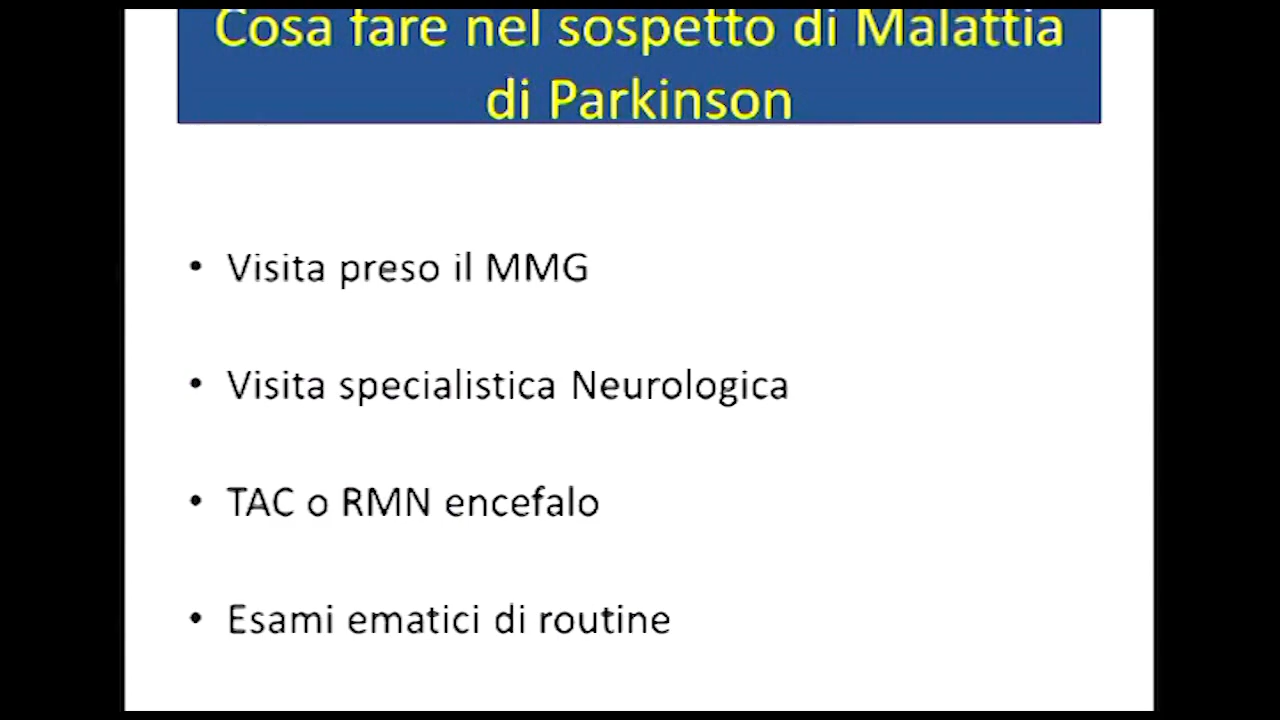 Cosa fare nel sospetto di Malattia
di Parkinson
• Visita preso il MMG
• Visita specialistica Neurologica
• TAC o RMN encefalo
• Esami ematici di routine